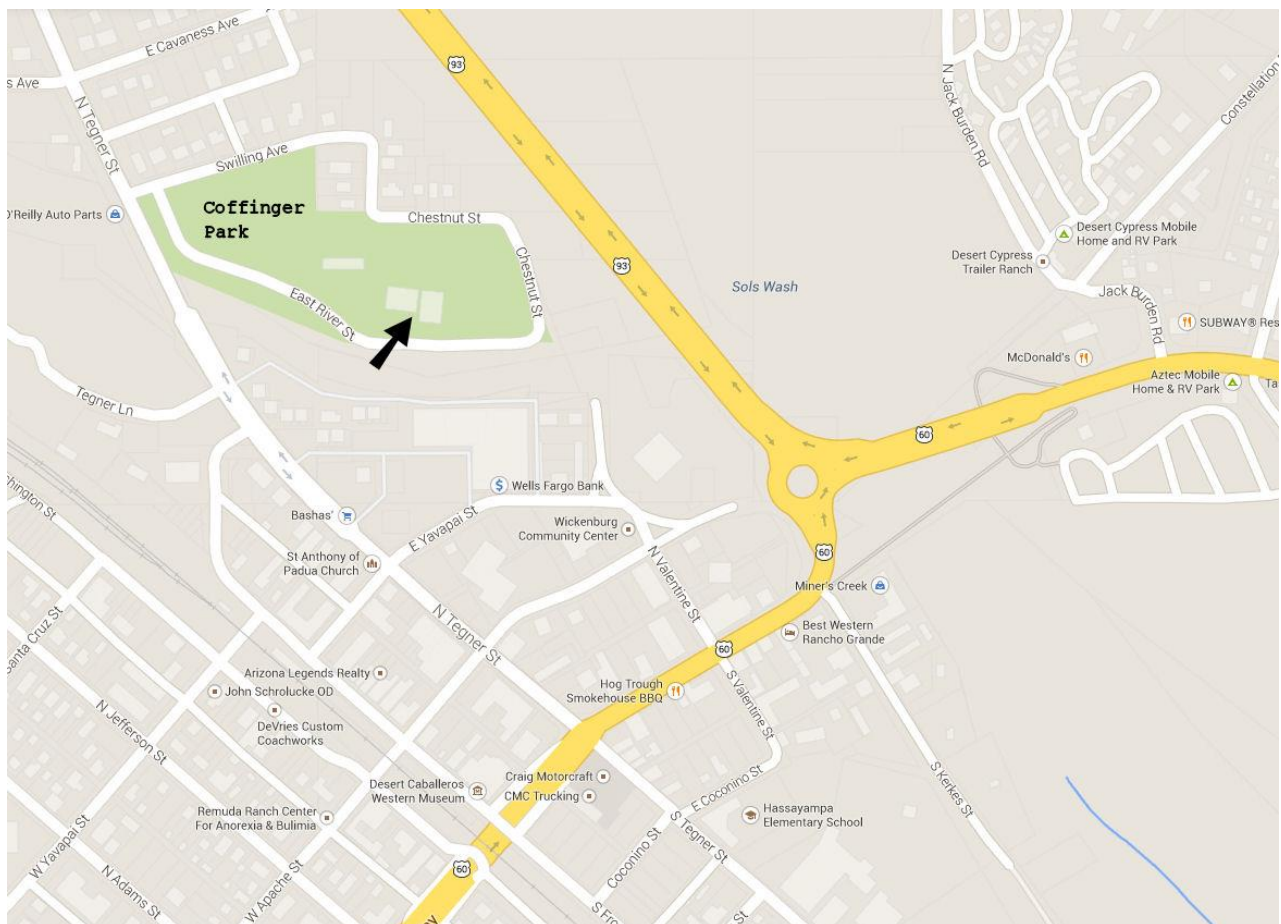 E Cavaness Ave
s Ave
N Tegner St
93
Swilling Ave
Coffinger
Park
O'Reilly Auto Parts
Chestnut St
Chestnut St
East River St
93
Sols Wash
N Jack Burden Rd
Constellation
Desert Cypress Mobile
Home and RV Park
Desert Cypress
Trailer Ranch
Jack Burden Rd
SUBWAY® Res
McDonald's
Aztec Mobile
Home & RV Park
Ta
Tegner Ln
60
Wells Fargo Bank
Bashas'
E Yavapai St
Wickenburg
Community Center
St Anthony of
Padua Church
N Valentine St
60
Miner's Creek
Best Western
Rancho Grande
60
N Tegner St
Santa Cruz St
shington St
Arizona Legends Realty
John Schrolucke OD
DeVries Custom
Coachworks
N Jefferson St
Hog Trough
Smokehouse BBQ
S Valentine St
Desert Caballeros
Western Museum
Craig Motorcraft
CMC Trucking
E Coconino St
S Kerkes St
Remuda Ranch Center
For Anorexia & Bulimia
Hassayampa
Elementary School
S Tegner St
Coconino St
W Yavapai St
N Adams St
W Apache St
60
S Fro